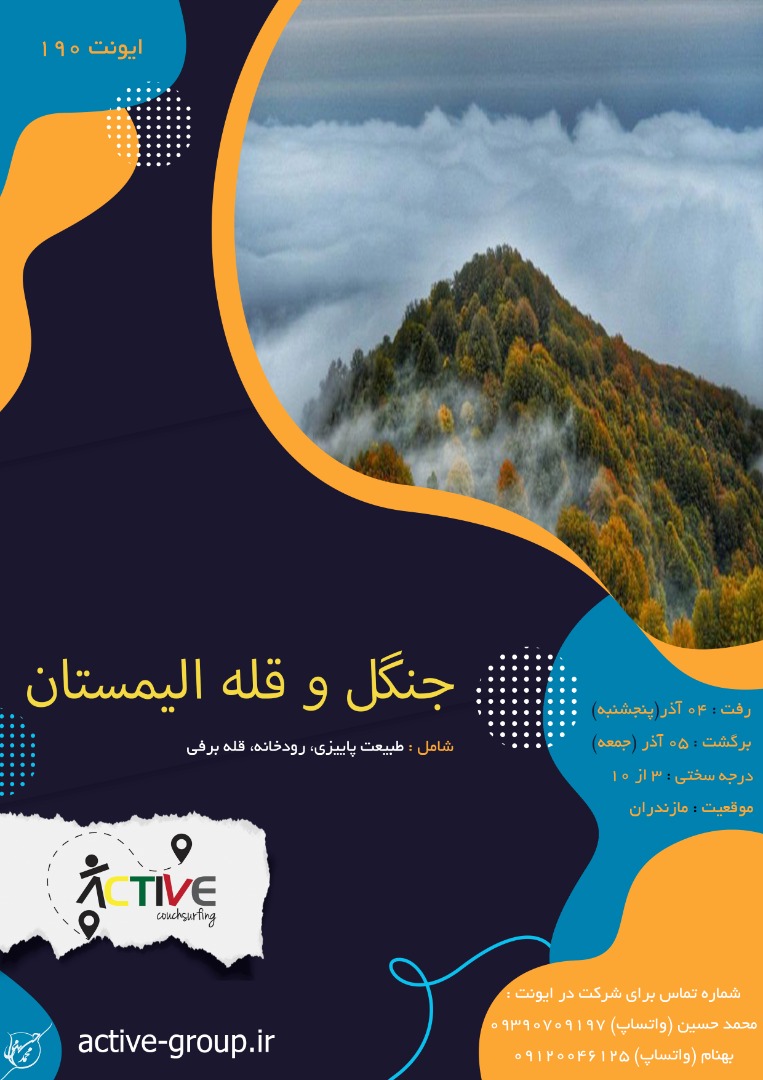 ایونت ۱۹۰
جنگل و قله الیمستان
شامل : طبیعت پاییزی، رودخانه، قله برفی
رفت : ۰۴ آذر(پنجشنبه)
برگشت : ۰۵ آذر (جمعه)
درجه سختی : ۳ از ۱۰
موقعیت : مازندران
ACTIVE
couchsurfing
شماره تماس برای شرکت در ایونت :
محمد حسین (واتساپ) ۰۹۳۹۰۷۰۹۱۹۷
بهنام (واتساپ) ۰۹۱۲۰۰۴۶۱۲۵
active-group.ir